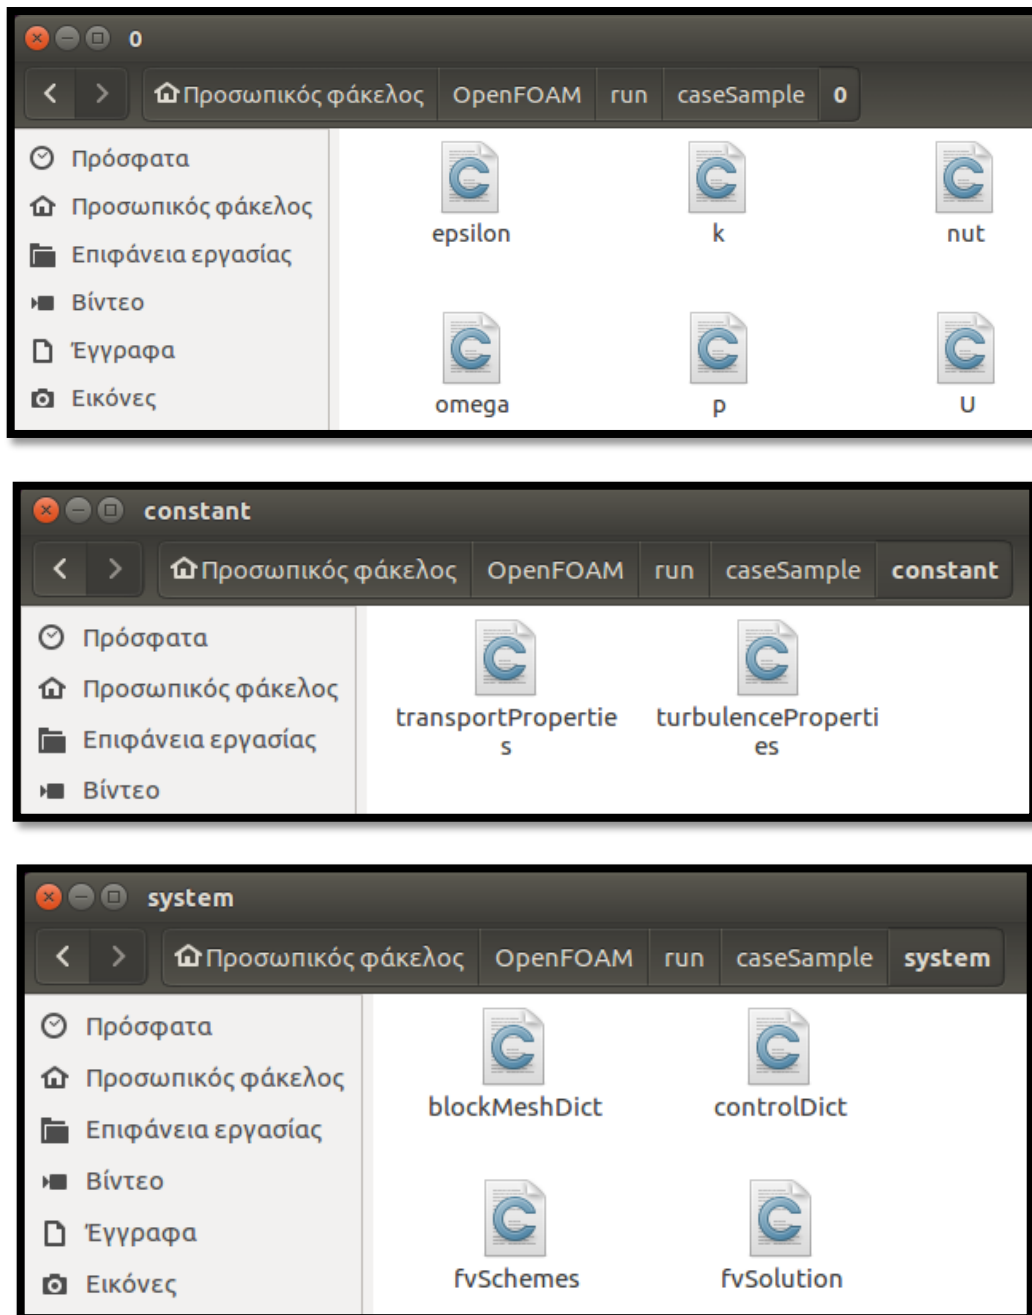 0
Προσωπικός φάκελος OpenFOAM run caseSample 0
Πρόσφατα
Προσωπικός φάκελος
Επιφάνεια εργασίας
Βίντεο
Έγγραφα
Εικόνες
epsilon k nut
omega p U
constant
Προσωπικός φάκελος OpenFOAM run caseSample constant
Πρόσφατα
Προσωπικός φάκελος
Επιφάνεια εργασίας
Βίντεο
transportPropertie turbulenceProperti
s es
system
Προσωπικός φάκελος OpenFOAM run caseSample system
Πρόσφατα
Προσωπικός φάκελος
Επιφάνεια εργασίας
Βίντεο
Έγγραφα
Εικόνες
blockMeshDict controlDict
fvSchemes fvSolution